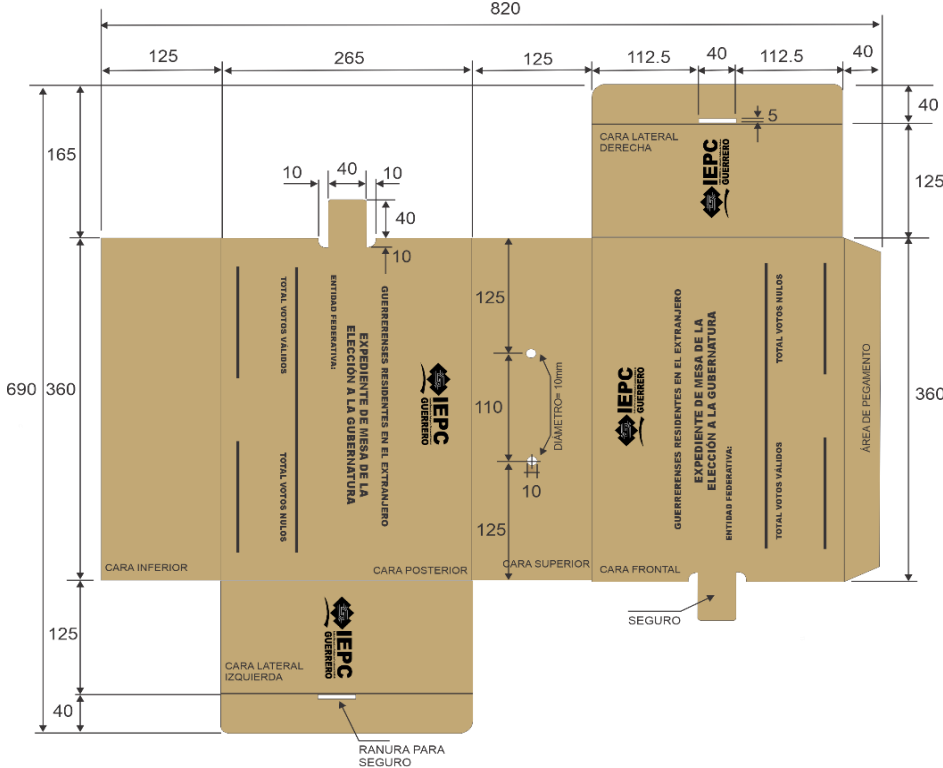 820
125
265
125
112.5
40
112.5
40
40
5
CARA LATERAL
DERECHA
IEPC
GUERRERO
165
125
10
40
10
40
10
690
360
360
TOTAL VOTOS VÁLIDOS
TOTAL VOTOS NULOS
ENTIDAD FEDERATIVA:
EXPEDIENTE DE MESA DE LA
ELECCIÓN A LA GUBERNATURA
GUERRERENSES RESIDENTES EN EL EXTRANJERO
IEPC
GUERRERO
125
110
125
DIÁMETRO= 10mm
10
IEPC
GUERRERO
GUERRERENSES RESIDENTES EN EL EXTRANJERO
EXPEDIENTE DE MESA DE LA
ELECCIÓN A LA GUBERNATURA
ENTIDAD FEDERATIVA:
TOTAL VOTOS VÁLIDOS
TOTAL VOTOS NULOS
ÁREA DE PEGAMENTO
CARA INFERIOR
CARA POSTERIOR
CARA SUPERIOR
CARA FRONTAL
SEGURO
125
IEPC
GUERRERO
CARA LATERAL
IZQUIERDA
40
RANURA PARA
SEGURO